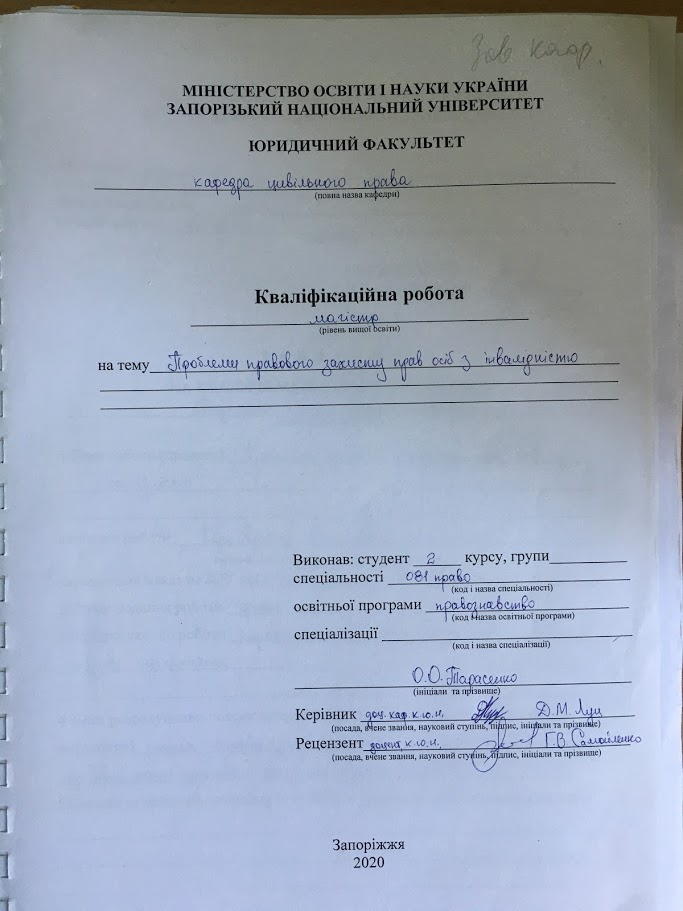 Зав каф.
МІНІСТЕРСТВО ОСВІТИ І НАУКИ УКРАЇНИ
ЗАПОРІЗЬКИЙ НАЦІОНАЛЬНИЙ УНІВЕРСИТЕТ
ЮРИДИЧНИЙ ФАКУЛЬТЕТ
кафедра цивільного права
(повна назва кафедри)
Кваліфікаційна робота
магістр
(рівень вищої освіти)
на тему Проблеми правового захисту прав осіб з інвалідністю
Виконав: студент 2 курсу, групи
спеціальності 081 право
(код і назва спеціальності)
освітньої програми правознавство
(код і назва освітньої програми)
спеціалізації
(код і назва спеціалізації)
О.О. Тарасенко
(ініціали та прізвище)
Керівник доц. каф. к.ю.н. Д.М. Луц
(посада, вчене звання, науковий ступінь, підпис, ініціали та прізвище)
Рецензент доцент к.ю.н. Г.В Самойленко
(посада, вчене звання, науковий ступінь, підпис, ініціали та прізвище)
Запоріжжя
2020